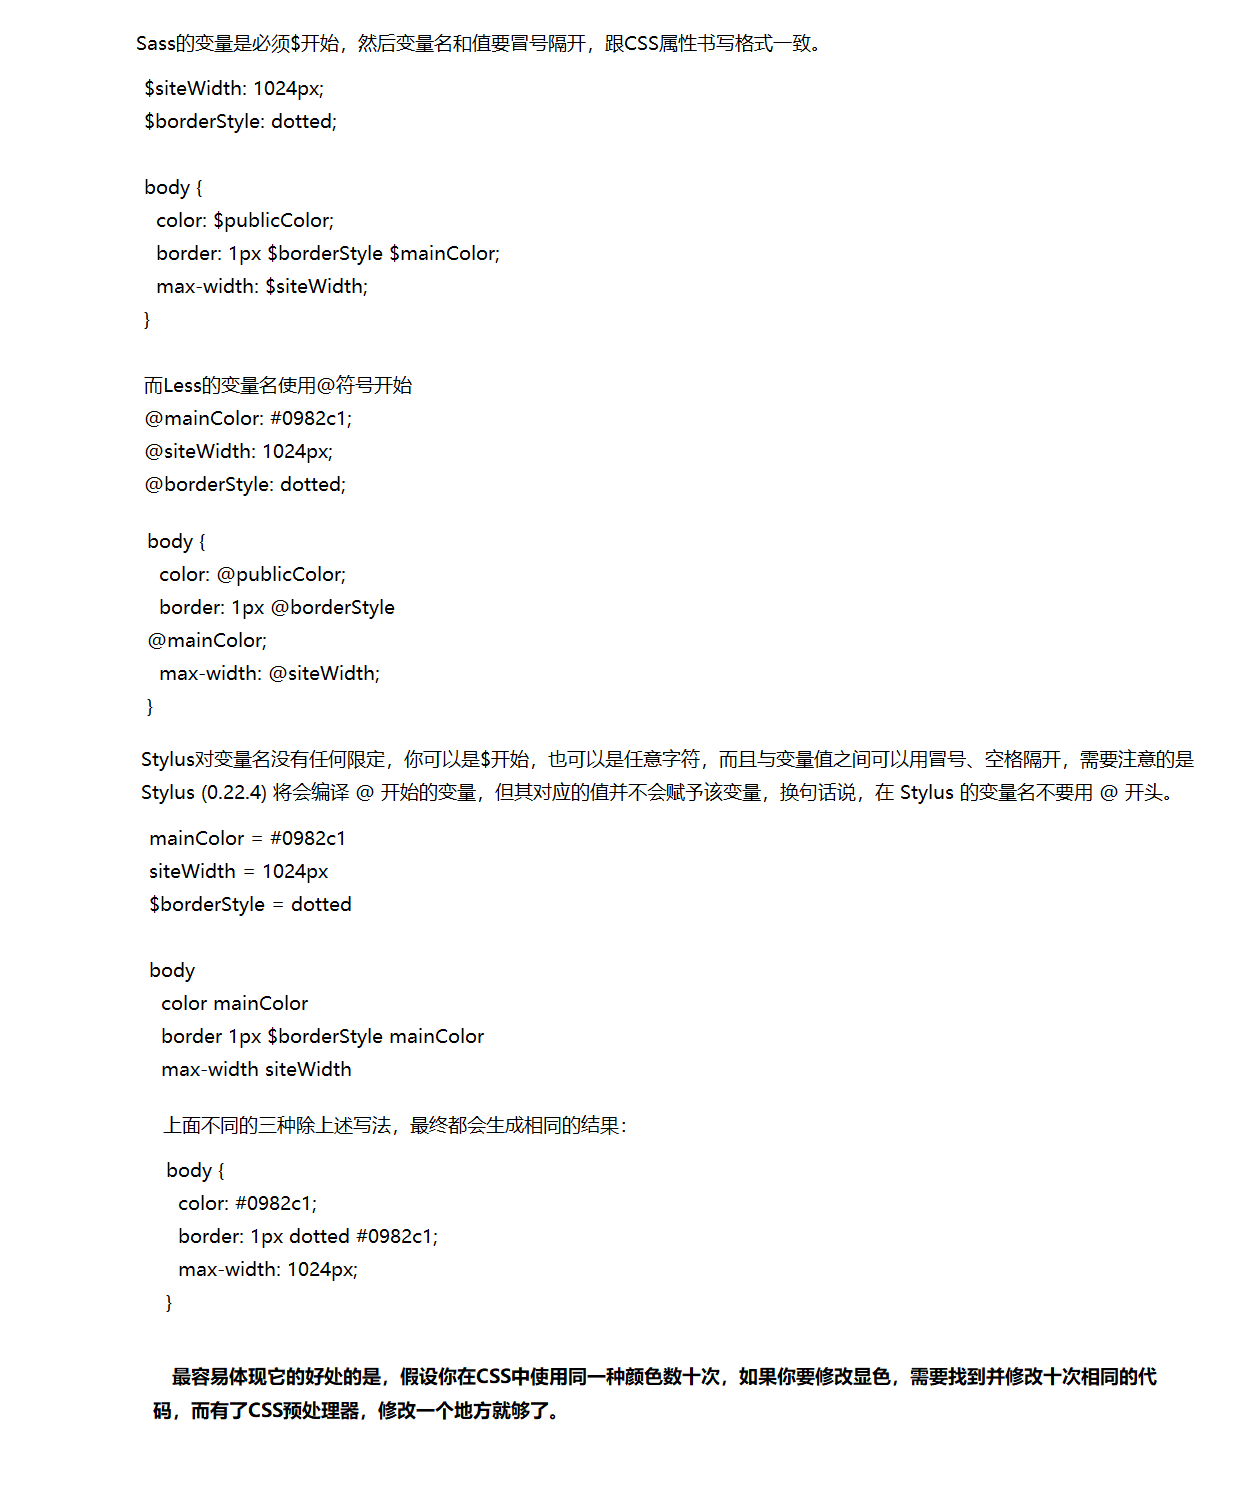 Sass的变量是必须$开始，然后变量名和值要冒号隔开，跟CSS属性书写格式一致。
$siteWidth: 1024px;
$borderStyle: dotted;
body {
color: $publicColor;
border: 1px $borderStyle $mainColor;
max-width: $siteWidth;
}
而Less的变量名使用@符号开始
@mainColor: #0982c1;
@siteWidth: 1024px;
@borderStyle: dotted;
body {
color: @publicColor;
border: 1px @borderStyle
@mainColor;
max-width: @siteWidth;
}
Stylus对变量名没有任何限定，你可以是$开始，也可以是任意字符，而且与变量值之间可以用冒号、空格隔开，需要注意的是
Stylus (0.22.4) 将会编译 @ 开始的变量，但其对应的值并不会赋予该变量，换句话说，在 Stylus 的变量名不要用 @ 开头。
mainColor = #0982c1
siteWidth = 1024px
$borderStyle = dotted
body
color mainColor
border 1px $borderStyle mainColor
max-width siteWidth
上面不同的三种除上述写法，最终都会生成相同的结果：
body {
color: #0982c1;
border: 1px dotted #0982c1;
max-width: 1024px;
}
最容易体现它的好处的是，假设你在CSS中使用同一种颜色数十次，如果你要修改显色，需要找到并修改十次相同的代
码，而有了CSS预处理器，修改一个地方就够了。